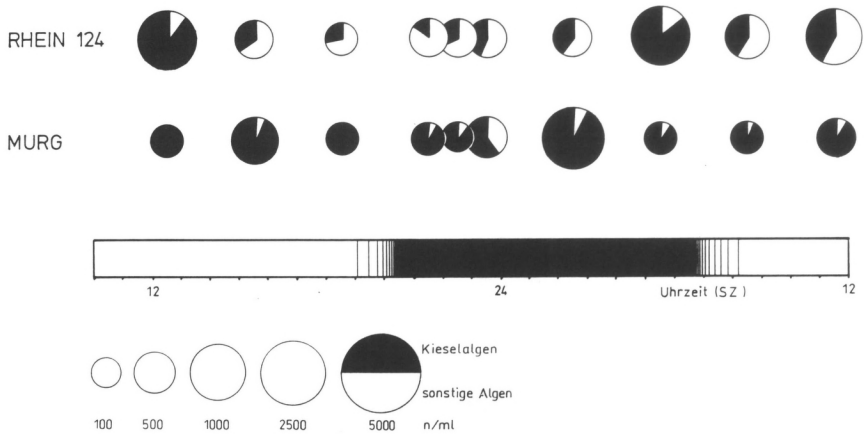 RHEIN 124
MURG
12 24 Uhrzeit (SZ) 12
Kieselalgen
sonstige Algen
100 500 1000 2500 5000 n/ml